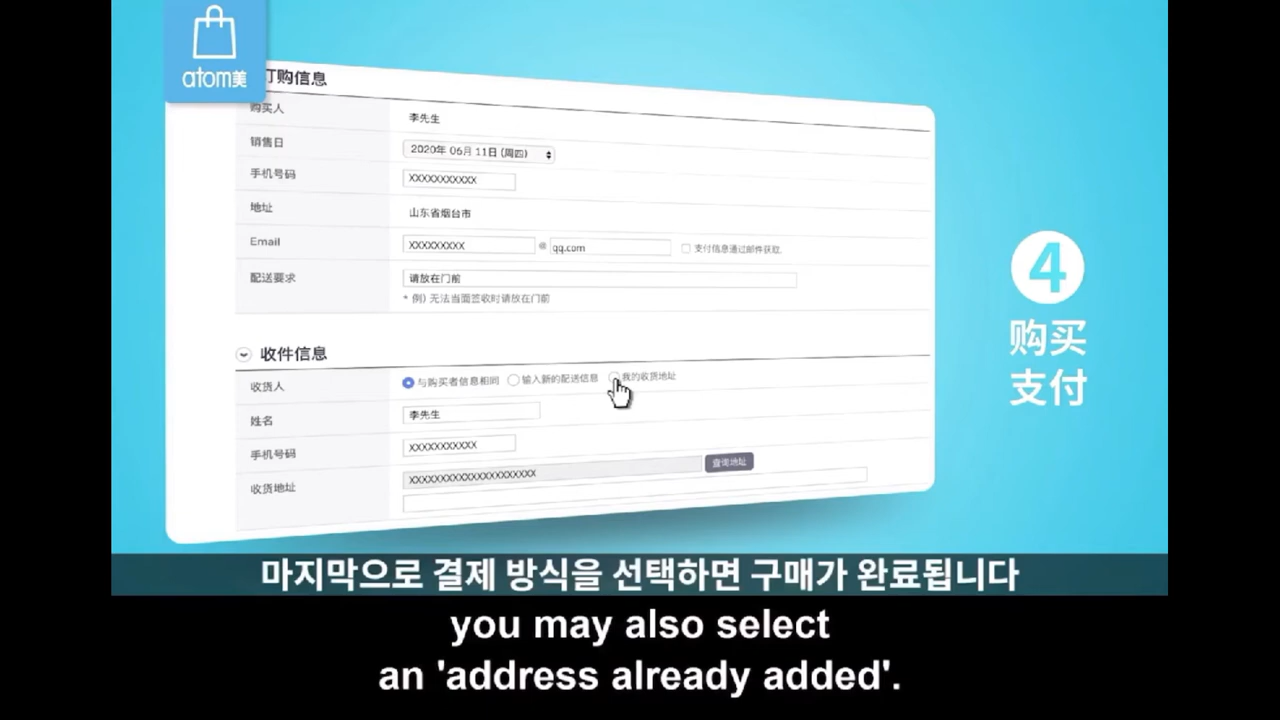 atom美
订购信息
购买人
李先生
销售日
2020年 06月 11日 (周四)
手机号码
XXXXXXXXXXX
地址
山东省烟台市
Email
XXXXXXXXX @ qq.com 支付信息通过邮件获取
配送要求
请放在门前
* 例) 无法当面签收时请放在门前
收件信息
收货人
与购买者信息相同 输入新的配送信息 我的收货地址
姓名
李先生
手机号码
XXXXXXXXXXX
收货地址
XXXXXXXXXXXXXXXXXXXXX 查询地址
4
购买
支付
마지막으로 결제 방식을 선택하면 구매가 완료됩니다
you may also select
an 'address already added'.